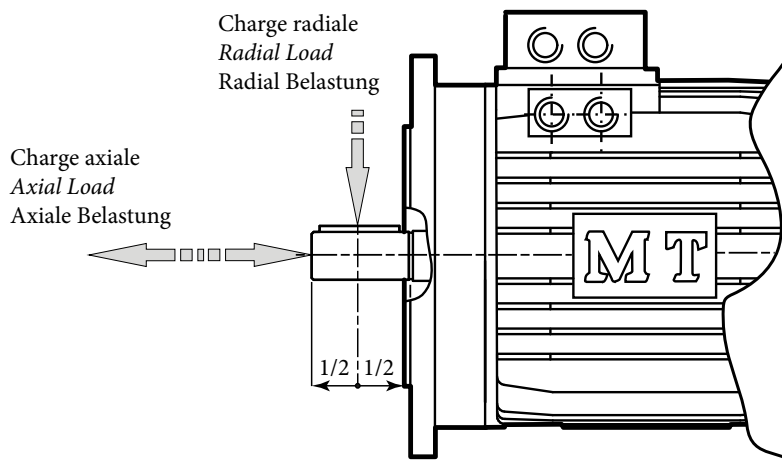 Charge radiale
Radial Load
Radial Belastung
Charge axiale
Axial Load
Axiale Belastung
MT
1/2 1/2